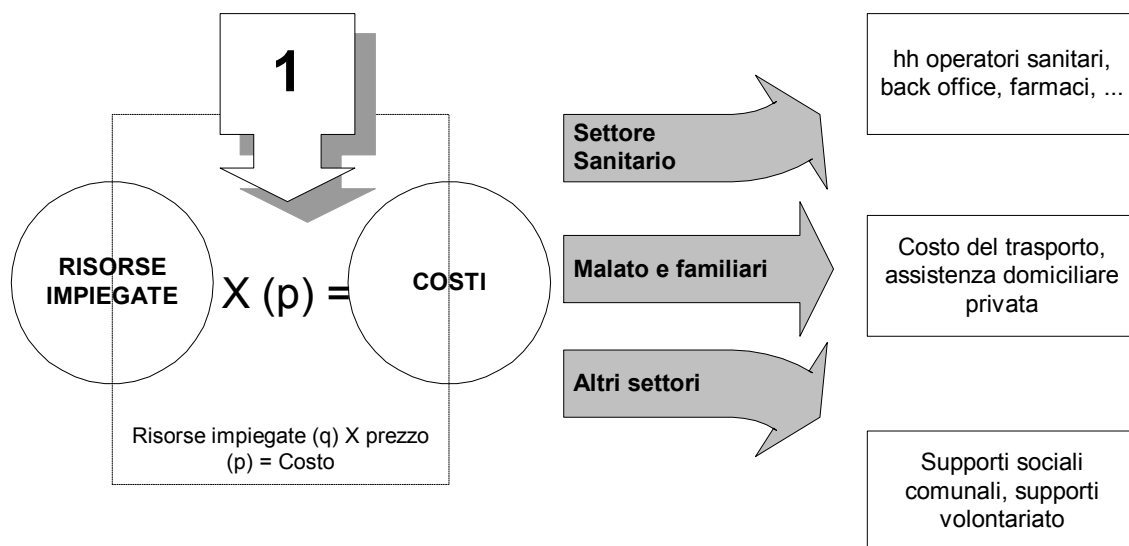 1
RISORSE
IMPIEGATE
X (p) =
COSTI
Risorse impiegate (q) X prezzo
(p) = Costo
Settore
Sanitario
Malato e familiari
Altri settori
hh operatori sanitari,
back office, farmaci, ...
Costo del trasporto,
assistenza domiciliare
privata
Supporti sociali
comunali, supporti
volontariato